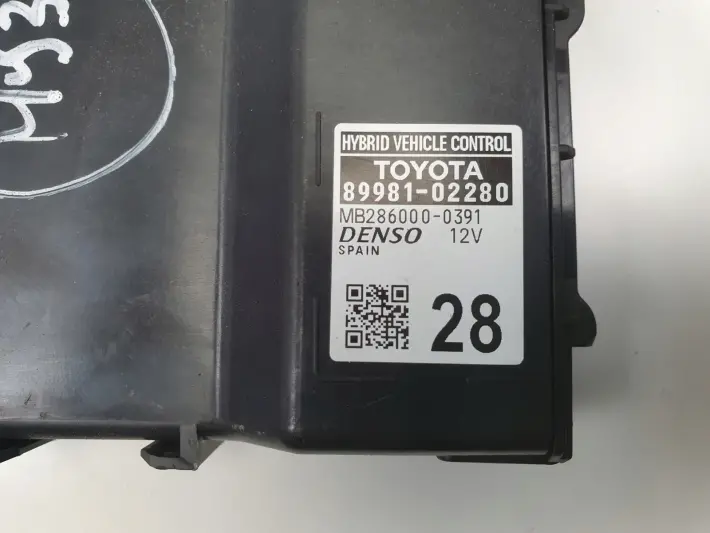 HYBRID VEHICLE CONTROL
TOYOTA
89981-02280
MB286000-0391
DENSO 12V
SPAIN
28